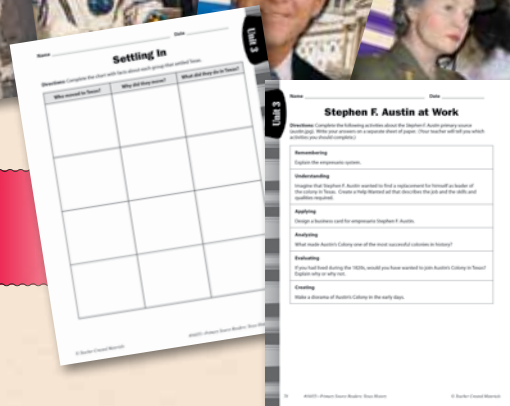 Name
Date
Unit 3
Settling In
Directions: Complete the chart with facts about each group that settled Texas.
Who moved to Texas?
Why did they move?
What did they do in Texas?
© Teacher Created Materials
Unit 3
Name
Date
Stephen F. Austin at Work
Directions: Complete the following activities about the Stephen F. Austin primary source
Write your answers on a separate sheet of paper. (Your teacher will tell you which
activities you should complete.)
Remembering
Explain the empresario system.
Understanding
Imagine that Stephen F. Austin wanted to find a replacement for himself as leader of
the colony in Texas. Create a Help Wanted ad that describes the job and the skills and
qualities required.
Applying
Design a business card for empresario Stephen F. Austin.
Analyzing
What made Austin's Colony one of the most successful colonies in history?
Evaluating
If you had lived during the 1820s, would you have wanted to join Austin's Colony in Texas?
Explain why or why not.
Creating
Make a diorama of Austin's Colony in the early days.
© Teacher Created Materials